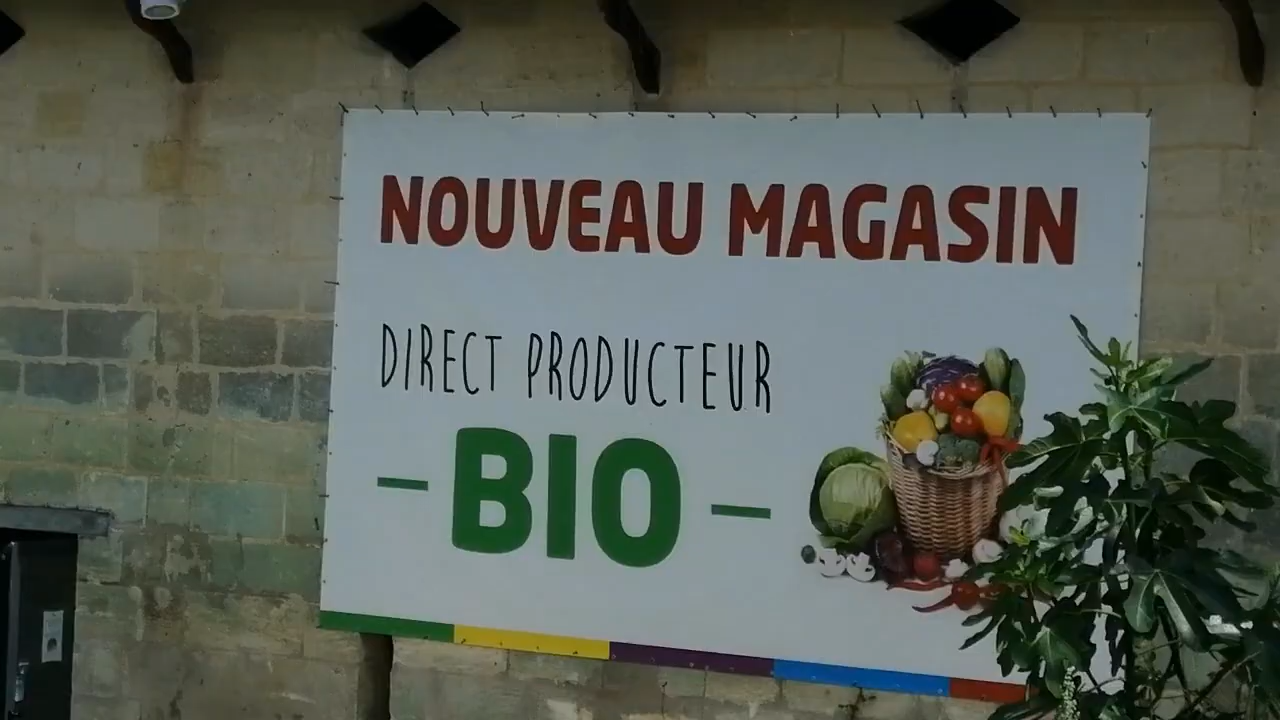 NOUVEAU MAGASIN
DIRECT PRODUCTEUR
– BIO –